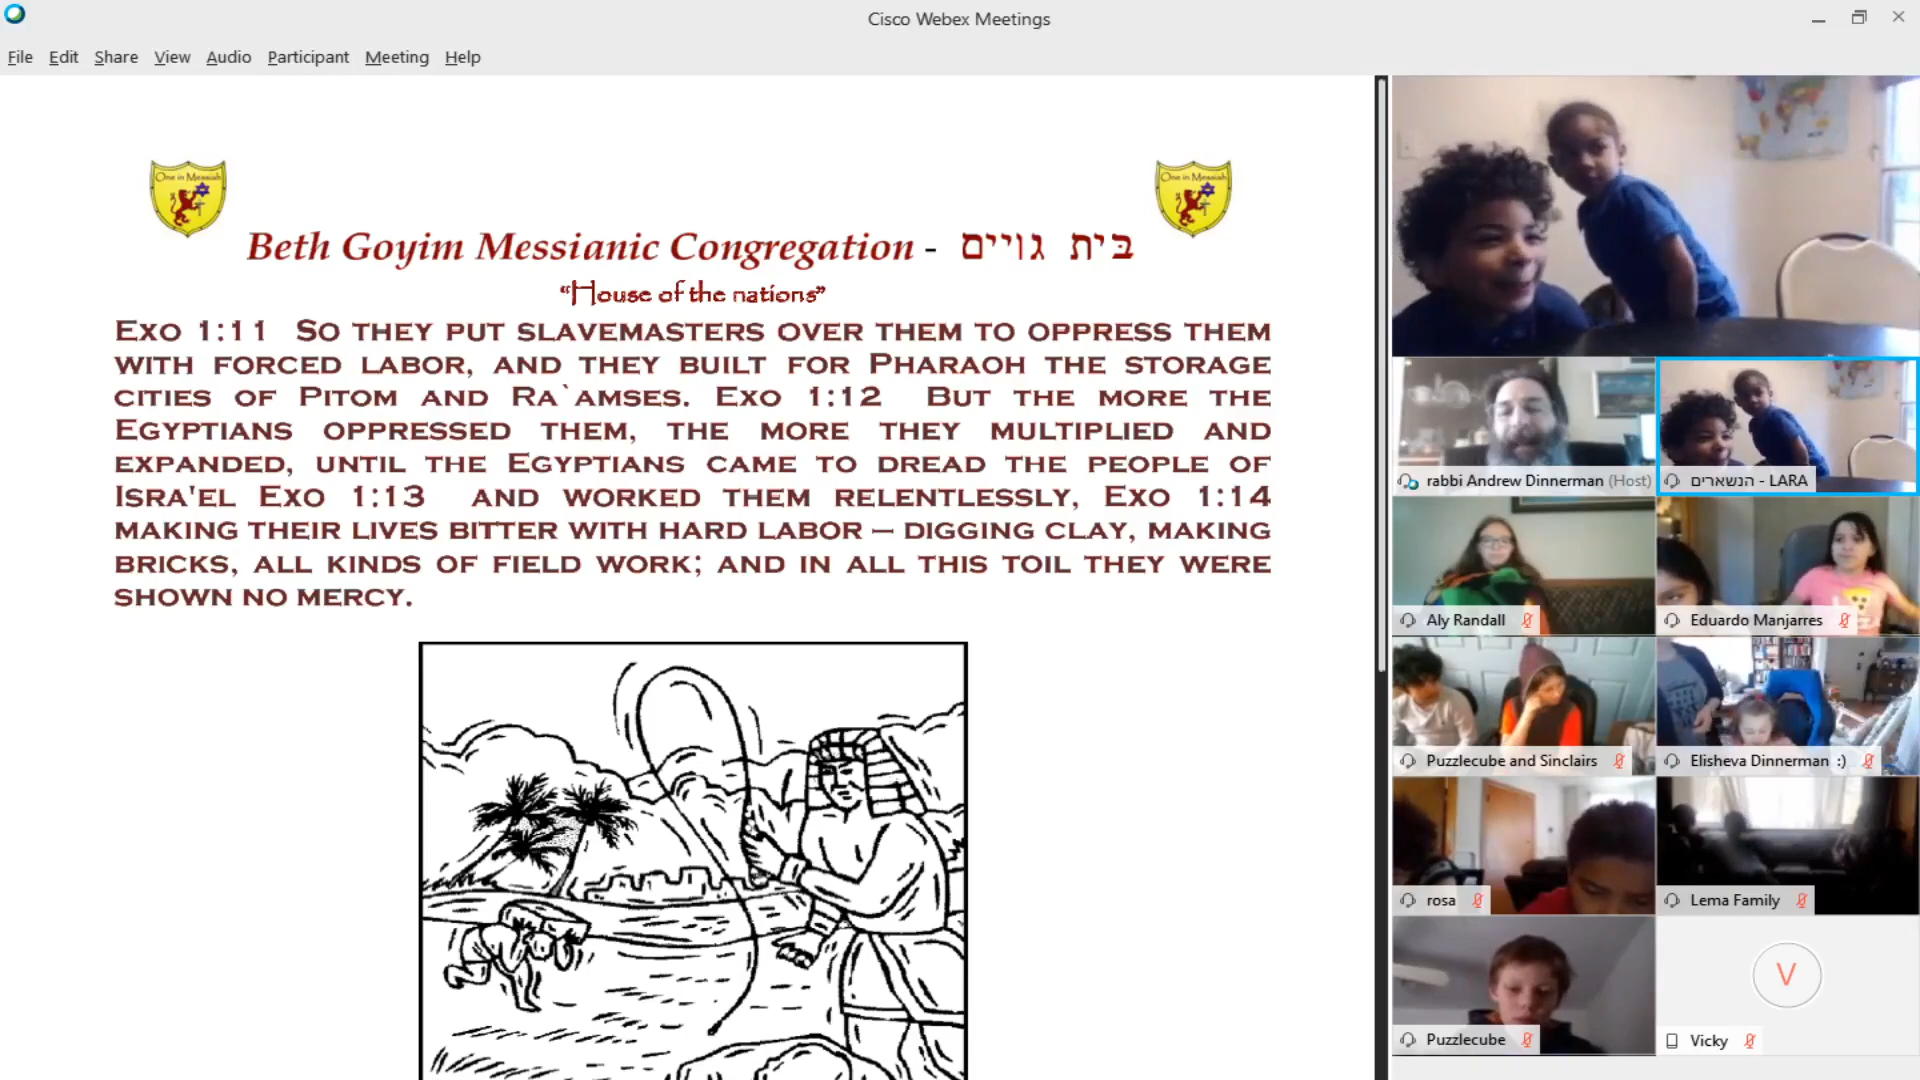 Cisco Webex Meetings
File Edit Share View Audio Participant Meeting Help
One in Messiah
One in Messiah
Beth Goyim Messianic Congregation - בית גויים
“House of the nations”
Exo 1:11 So they put slavemasters over them to oppress them
with forced labor, and they built for Pharaoh the storage
cities of Pitom and Ra`amses. Exo 1:12 But the more the
Egyptians oppressed them, the more they multiplied and
expanded, until the Egyptians came to dread the people of
Isra'el Exo 1:13 and worked them relentlessly, Exo 1:14
making their lives bitter with hard labor — digging clay, making
bricks, all kinds of field work; and in all this toil they were
shown no mercy.
rabbi Andrew Dinnerman (Host)
הנשארים - LARA
Aly Randall
Eduardo Manjarres
Puzzlecube and Sinclairs
Elisheva Dinnerman :)
rosa
Lema Family
Puzzlecube
V
Vicky